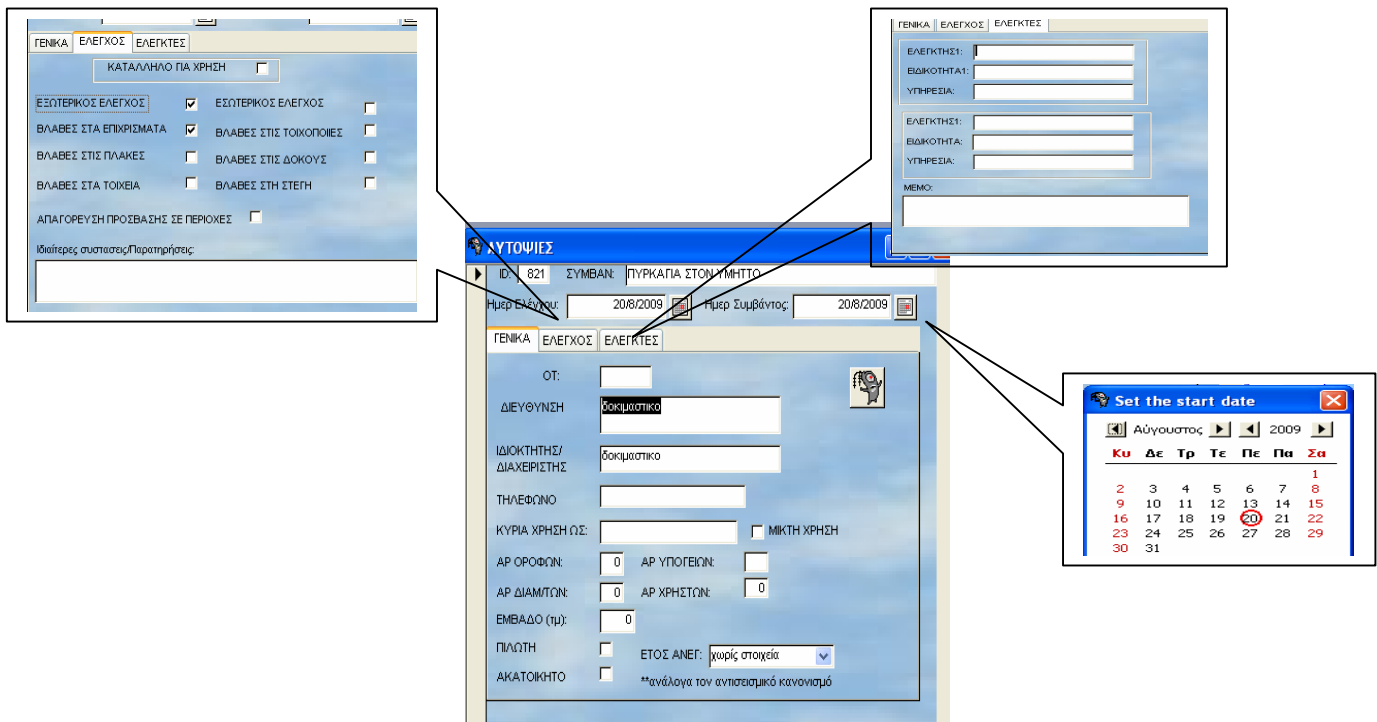 ΓΕΝΙΚΑ ΕΛΕΓΧΟΣ ΕΛΕΓΚΤΕΣ
ΚΑΤΑΛΛΗΛΟ ΓΙΑ ΧΡΗΣΗ
ΕΞΩΤΕΡΙΚΟΣ ΕΛΕΓΧΟΣ ΕΣΩΤΕΡΙΚΟΣ ΕΛΕΓΧΟΣ
ΒΛΑΒΕΣ ΣΤΑ ΕΠΙΧΡΙΣΜΑΤΑ ΒΛΑΒΕΣ ΣΤΙΣ ΤΟΙΧΟΠΟΙΙΕΣ
ΒΛΑΒΕΣ ΣΤΙΣ ΠΛΑΚΕΣ ΒΛΑΒΕΣ ΣΤΙΣ ΔΟΚΟΥΣ
ΒΛΑΒΕΣ ΣΤΑ ΤΟΙΧΕΙΑ ΒΛΑΒΕΣ ΣΤΗ ΣΤΕΓΗ
ΑΠΑΓΟΡΕΥΣΗ ΠΡΟΣΒΑΣΗΣ ΣΕ ΠΕΡΙΟΧΕΣ
Ιδιαίτερες συστασεις/Παρατηρήσεις:
ΓΕΝΙΚΑ ΕΛΕΓΧΟΣ ΕΛΕΓΚΤΕΣ
ΕΛΕΓΚΤΗΣ1:
ΕΙΔΙΚΟΤΗΤΑ1:
ΥΠΗΡΕΣΙΑ:
ΕΛΕΓΚΤΗΣ1:
ΕΙΔΙΚΟΤΗΤΑ:
ΥΠΗΡΕΣΙΑ:
MEMO:
ΑΥΤΟΨΙΕΣ
ID: 821 ΣΥΜΒΑΝ: ΠΥΡΚΑΓΙΑ ΣΤΟΝ ΥΜΗΤΤΟ
Ημερ Ελέγχου: 20/8/2009 Ημερ Συμβάντος: 20/8/2009
ΓΕΝΙΚΑ ΕΛΕΓΧΟΣ ΕΛΕΓΚΤΕΣ
ΟΤ:
ΔΙΕΥΘΥΝΣΗ δοκιμαστικο
ΙΔΙΟΚΤΗΤΗΣ/ δοκιμαστικο
ΔΙΑΧΕΙΡΙΣΤΗΣ
ΤΗΛΕΦΩΝΟ
ΚΥΡΙΑ ΧΡΗΣΗ ΩΣ: ΜΙΚΤΗ ΧΡΗΣΗ
ΑΡ ΟΡΟΦΩΝ: 0 ΑΡ ΥΠΟΓΕΙΩΝ:
ΑΡ ΔΙΑΜ/ΤΩΝ: 0 ΑΡ ΧΡΗΣΤΩΝ: 0
ΕΜΒΑΔΟ (τμ): 0
ΠΙΛΩΤΗ ΕΤΟΣ ΑΝΕΓ: χωρίς στοιχεία
ΑΚΑΤΟΙΚΗΤΟ **ανάλογα τον αντισεισμικό κανονισμό
Set the start date
Αύγουστος 2009
Κυ Δε Τρ Τε Πε Πα Σα
1
2 3 4 5 6 7 8
9 10 11 12 13 14 15
16 17 18 19 20 21 22
23 24 25 26 27 28 29
30 31